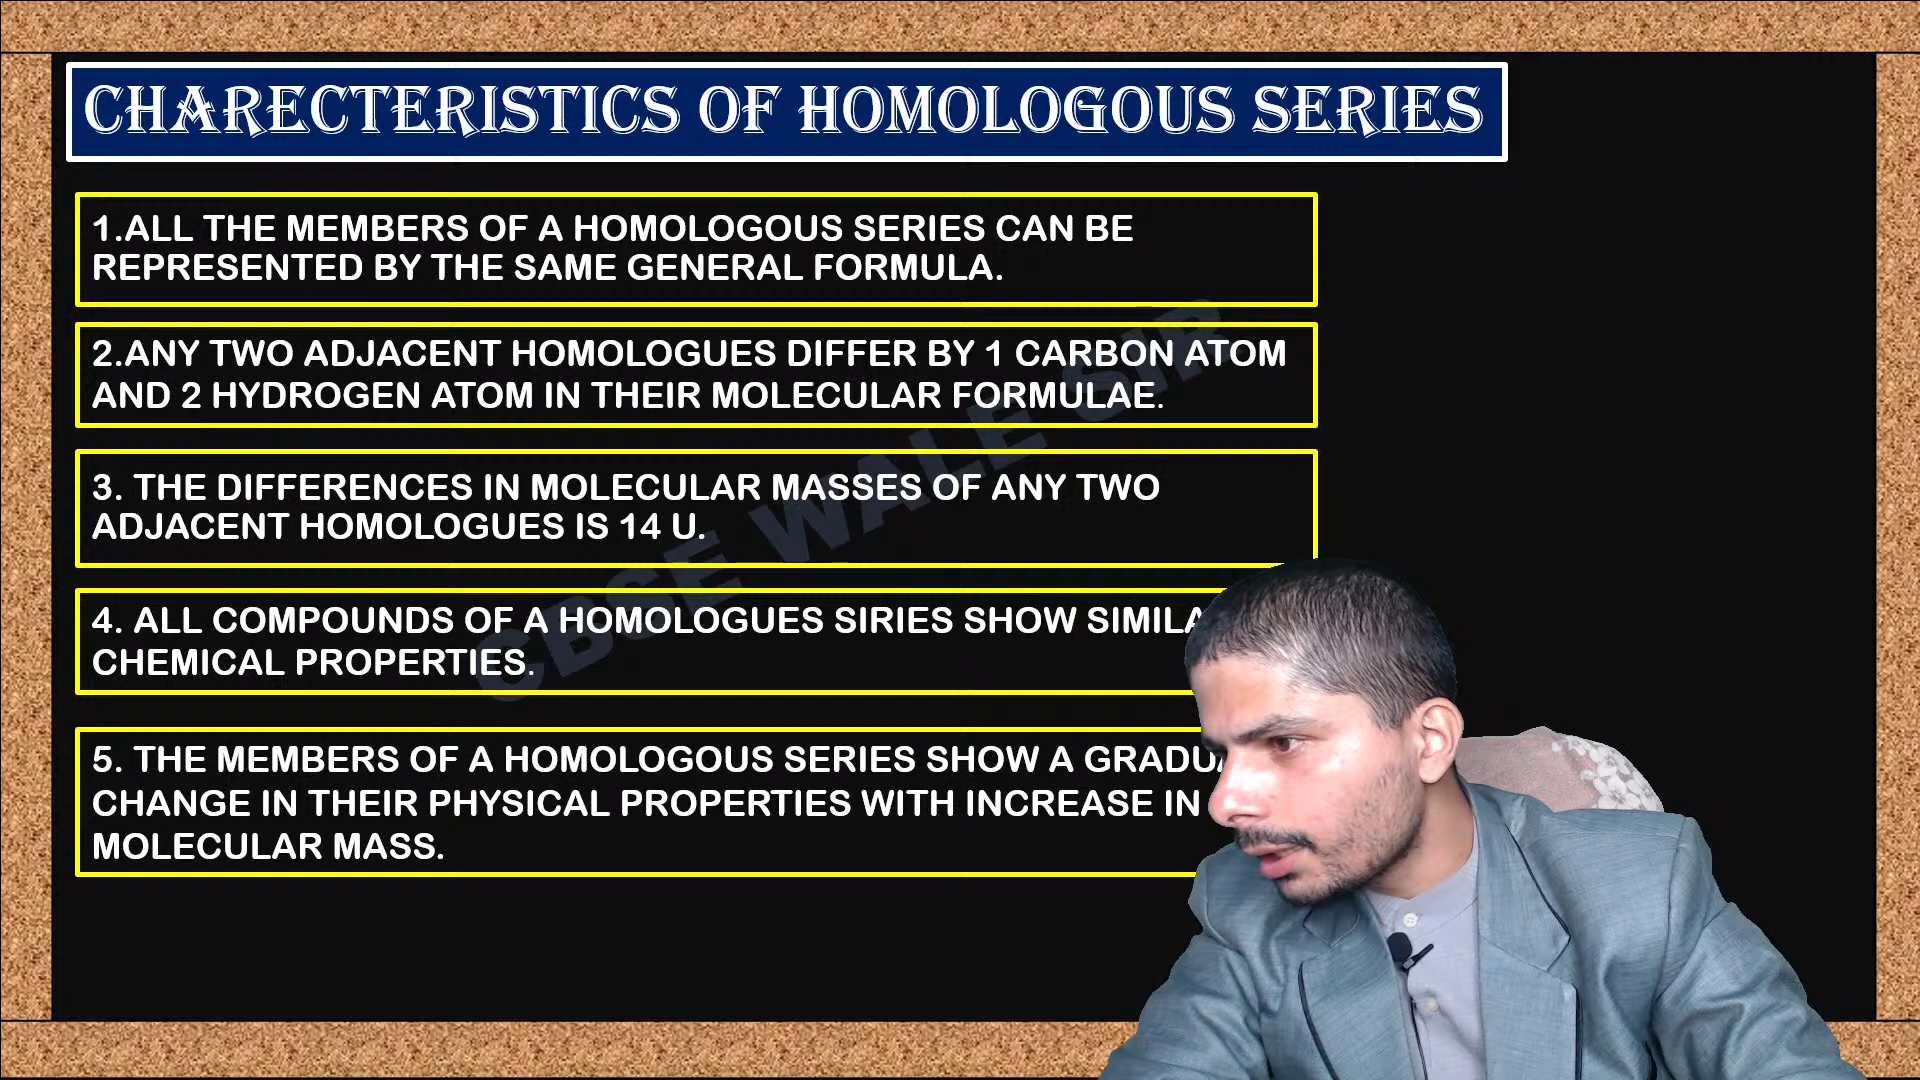 CHARECTERISTICS OF HOMOLOGOUS SERIES
1.ALL THE MEMBERS OF A HOMOLOGOUS SERIES CAN BE
REPRESENTED BY THE SAME GENERAL FORMULA.
2.ANY TWO ADJACENT HOMOLOGUES DIFFER BY 1 CARBON ATOM
AND 2 HYDROGEN ATOM IN THEIR MOLECULAR FORMULAE.
3. THE DIFFERENCES IN MOLECULAR MASSES OF ANY TWO
ADJACENT HOMOLOGUES IS 14 U.
4. ALL COMPOUNDS OF A HOMOLOGUES SIRIES SHOW
CHEMICAL PROPERTIES.
5. THE MEMBERS OF A HOMOLOGOUS SERIES SHOW A
CHANGE IN THEIR PHYSICAL PROPERTIES WITH INCREASE IN
MOLECULAR MASS.
CBSE WALE SIR